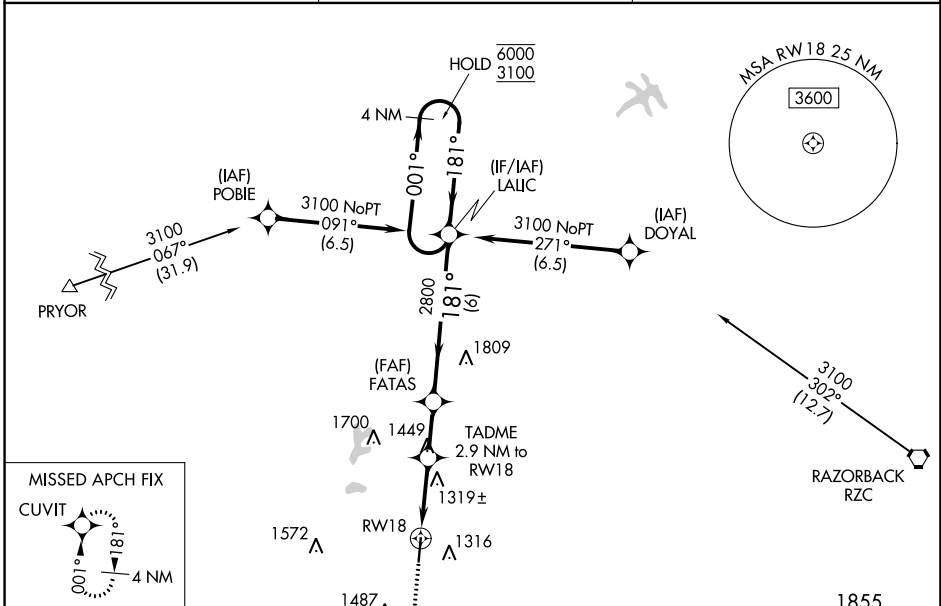 HOLD 6000
3100
MSA RW18 25 NM
3600
4 NM
001°
181°
(IF/IAF)
LALIC
(IAF)
POBIE
3100 NoPT
091°
(6.5)
3100 NoPT
271°
(6.5)
(IAF)
DOYAL
3100
067°
(31.9)
PRYOR
2800
181°
(6)
1809
3100
302°
(12.7)
(FAF)
FATAS
1700
1449
TADME
2.9 NM to
RW18
RAZORBACK
RZC
1319±
MISSED APCH FIX
CUVIT
001°
181°
4 NM
RW18
1572
1316
1487
1855